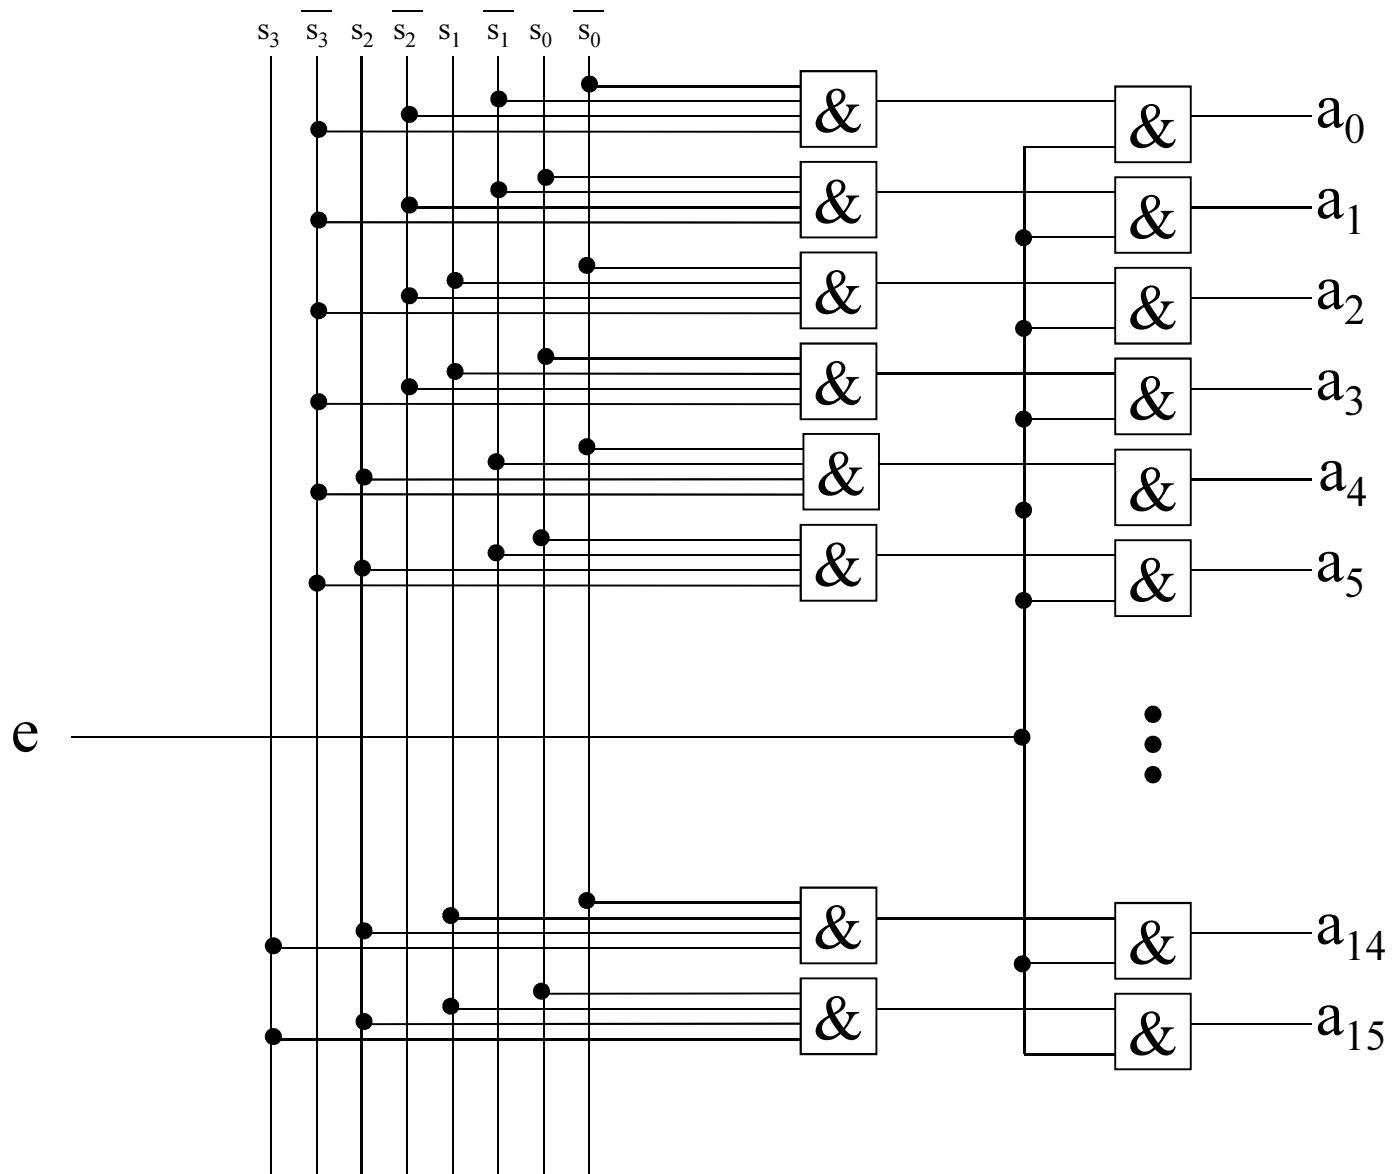 s₃ s̅₃̅ s₂ s̅₂̅ s₁ s̅₁̅ s₀ s̅₀̅
& & a₀
& & a₁
& & a₂
& & a₃
& & a₄
& & a₅
e
& & a₁₄
& & a₁₅